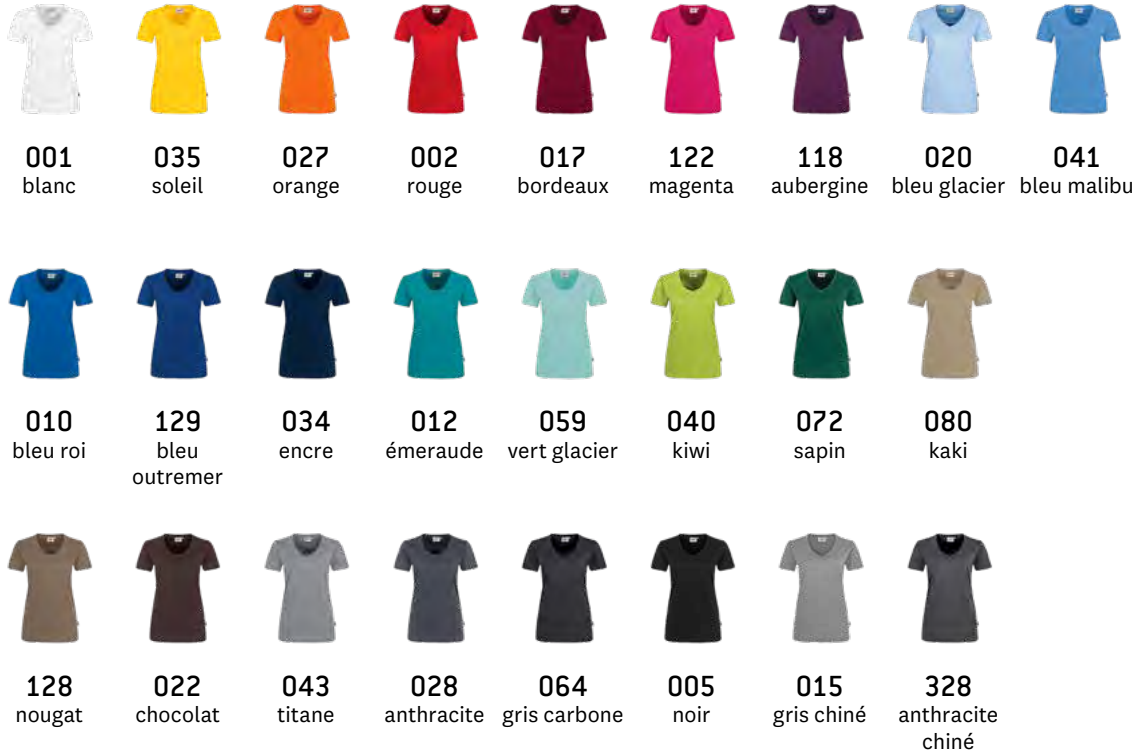 001 035 027 002 017 122 118 020 041
blanc soleil orange rouge bordeaux magenta aubergine bleu glacier bleu malibu
010 129 034 012 059 040 072 080
bleu roi bleu encre émeraude vert glacier kiwi sapin kaki
outremer
128 022 043 028 064 005 015 328
nougat chocolat titane anthracite gris carbone noir gris chiné anthracite
chiné